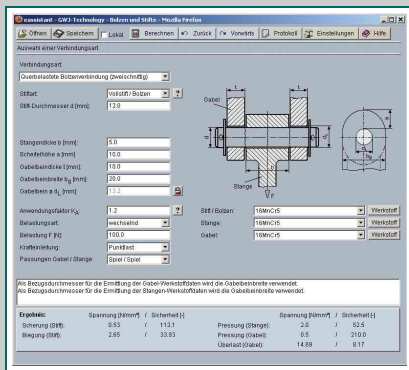 eassistant - GWJ-Technology - Bolzen und Stifte - Mozilla Firefox
Öffnen Speichern Lokal Berechnen Zurück Vorwärts Protokoll Einstellungen Hilfe
Auswahl einer Verbindungsart
Verbindungsart:
Querbelastete Bolzenverbindung (zweischnittig)
Stiftart: Vollstift / Bolzen ?
Stift-Durchmesser d [mm]: 12.0
Stangendicke b [mm]: 5.0
Scheitelhöhe a [mm]: 10.0
Gabelbeindicke t [mm]: 10.0
Gabelbeinbreite bg [mm]: 20.0
Gabelbein ø dL [mm]: 13.2
Anwendungsfaktor KA: 1.2 ?
Belastungsart: wechselnd
Belastung F [N]: 100.0
Krafteinleitung: Punktlast
Passungen Gabel / Stange: Spiel / Spiel
Gabel
t
t
Stange
F
d
Stift / Bolzen: 16MnCr5 Werkstoff
Stange: 16MnCr5 Werkstoff
Gabel: 16MnCr5 Werkstoff
Als Bezugsdurchmesser für die Ermittlung der Gabel-Werkstoffdaten wird die Gabelbeinbreite verwendet.
Als Bezugsdurchmesser für die Ermittlung der Stangen-Werkstoffdaten wird die Gabelbeinbreite verwendet.
Ergebnis: Spannung [N/mm²] / Sicherheit [-] Spannung [N/mm²] / Sicherheit [-]
Scherung (Stift): 0.53 / 113.1 Pressung (Stange): 2.0 / 52.5
Biegung (Stift): 2.65 / 33.83 Pressung (Gabel): 0.5 / 210.0
Überlast (Gabel): 14.69 / 8.17